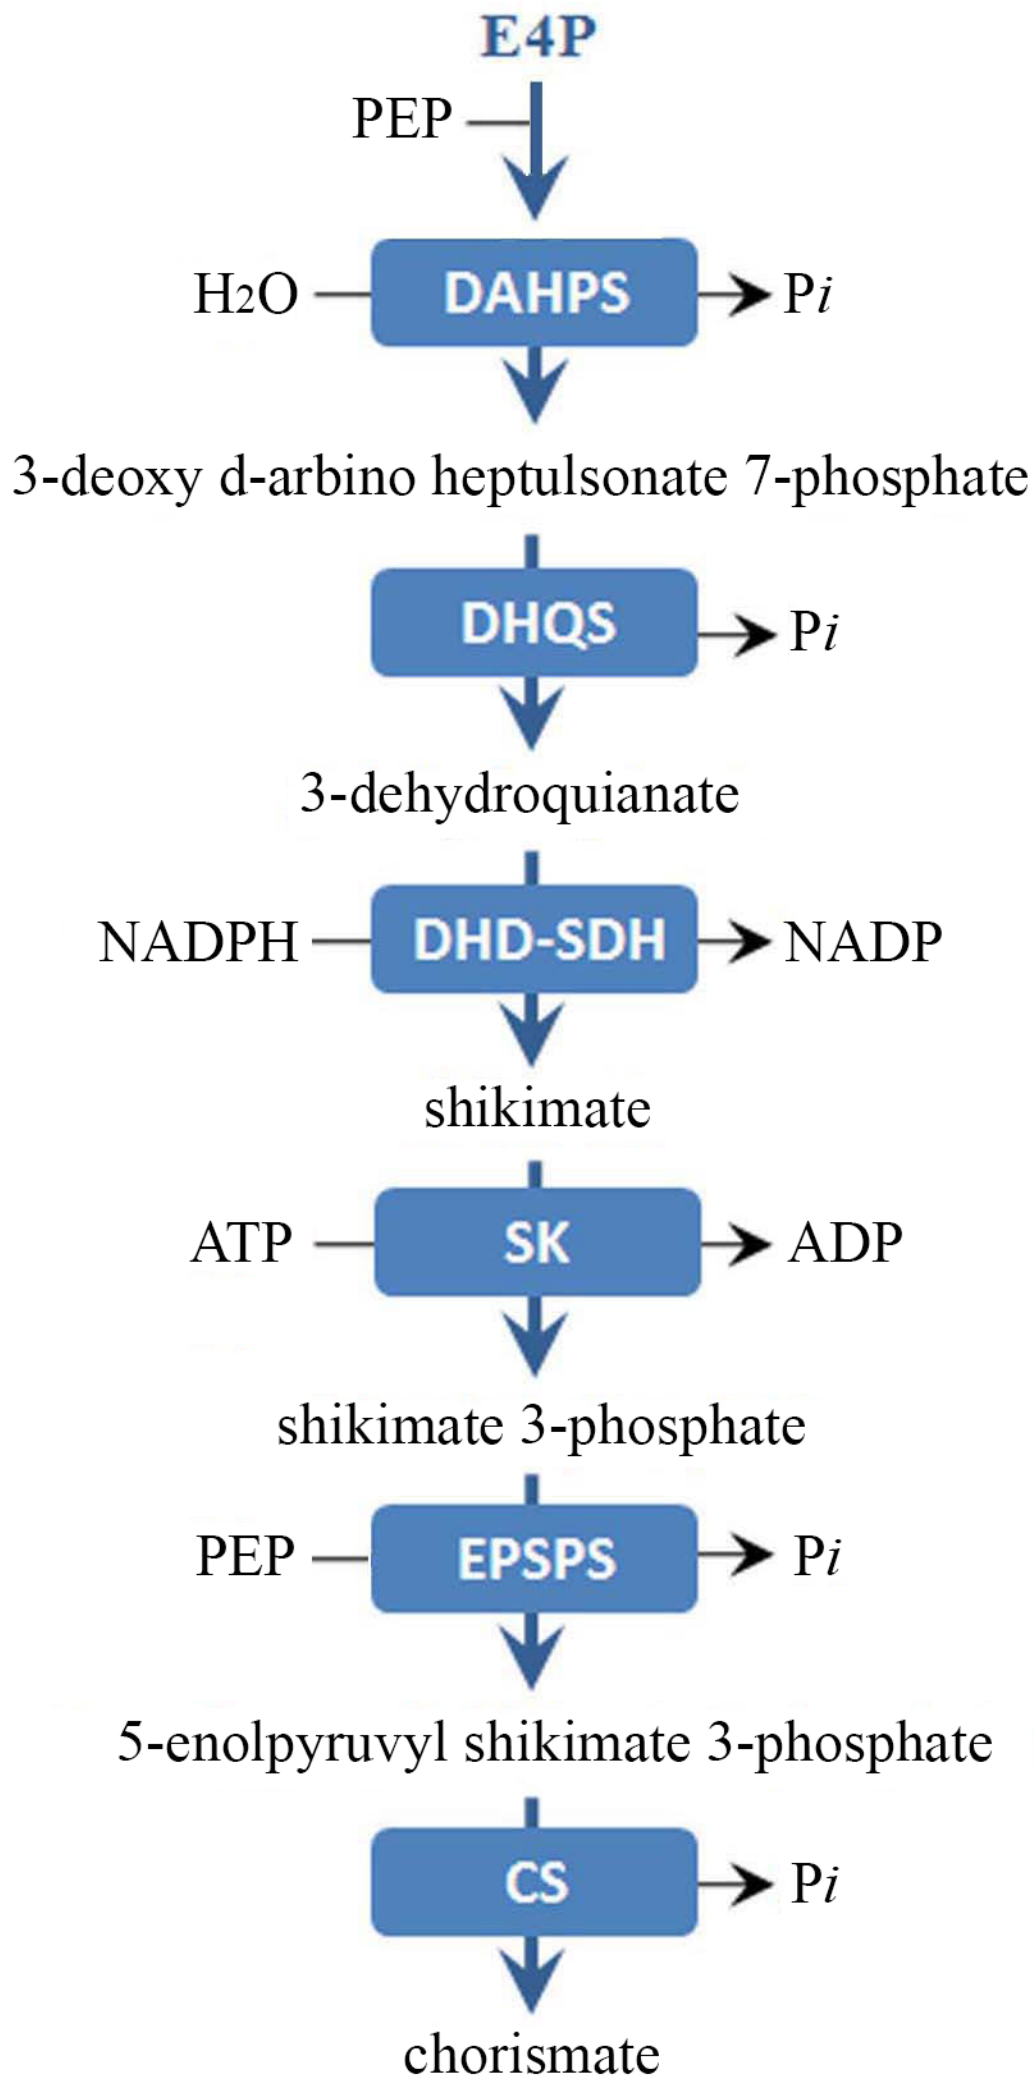 E4P
PEP
H2O DAHPS Pi
3-deoxy d-arbino heptulsonate 7-phosphate
DHQS Pi
3-dehydroquianate
NADPH DHD-SDH NADP
shikimate
ATP SK ADP
shikimate 3-phosphate
PEP EPSPS Pi
5-enolpyruvyl shikimate 3-phosphate
CS Pi
chorismate